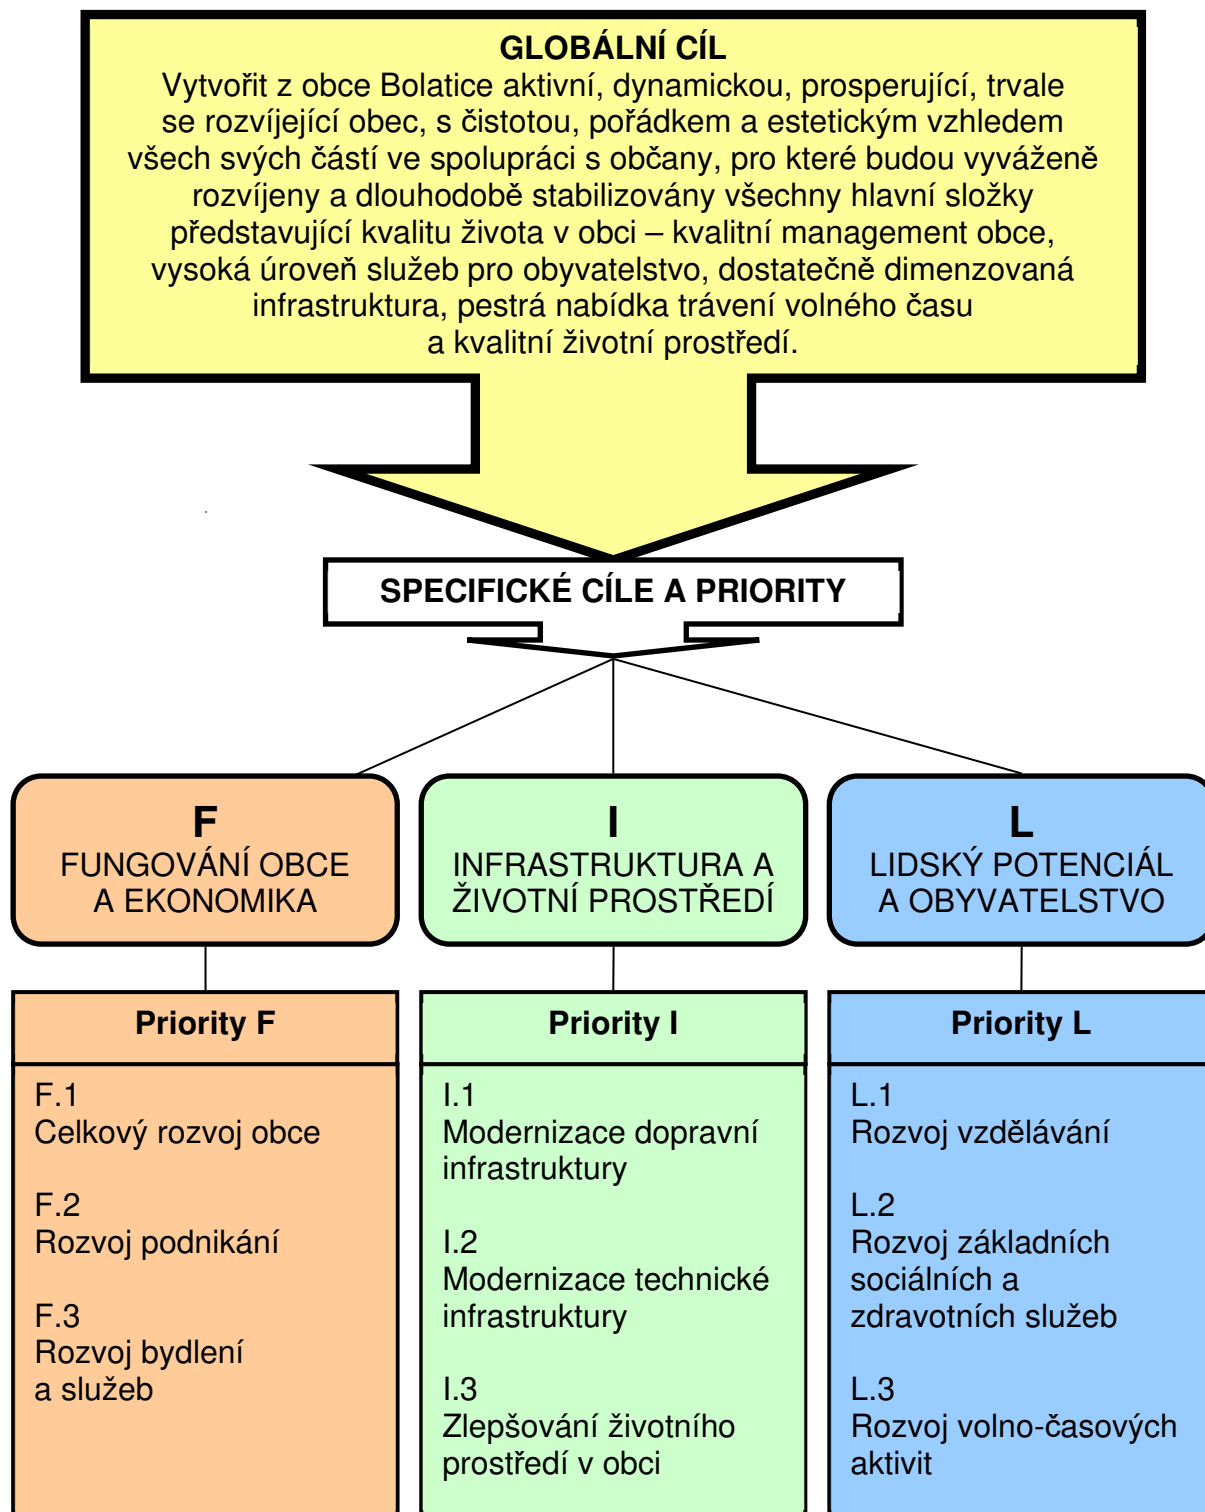 GLOBÁLNÍ CÍL
Vytvořit z obce Bolatice aktivní, dynamickou, prosperující, trvale
se rozvíjející obec, s čistotou, pořádkem a estetickým vzhledem
všech svých částí ve spolupráci s občany, pro které budou vyváženě
rozvíjeny a dlouhodobě stabilizovány všechny hlavní složky
představující kvalitu života v obci – kvalitní management obce,
vysoká úroveň služeb pro obyvatelstvo, dostatečně dimenzovaná
infrastruktura, pestrá nabídka trávení volného času
a kvalitní životní prostředí.
SPECIFICKÉ CÍLE A PRIORITY
F
FUNGOVÁNÍ OBCE
A EKONOMIKA
I
INFRASTRUKTURA A
ŽIVOTNÍ PROSTŘEDÍ
L
LIDSKÝ POTENCIÁL
A OBYVATELSTVO
Priority F
F.1
Celkový rozvoj obce
F.2
Rozvoj podnikání
F.3
Rozvoj bydlení
a služeb
Priority I
I.1
Modernizace dopravní
infrastruktury
I.2
Modernizace technické
infrastruktury
I.3
Zlepšování životního
prostředí v obci
Priority L
L.1
Rozvoj vzdělávání
L.2
Rozvoj základních
sociálních a
zdravotních služeb
L.3
Rozvoj volno-časových
aktivit